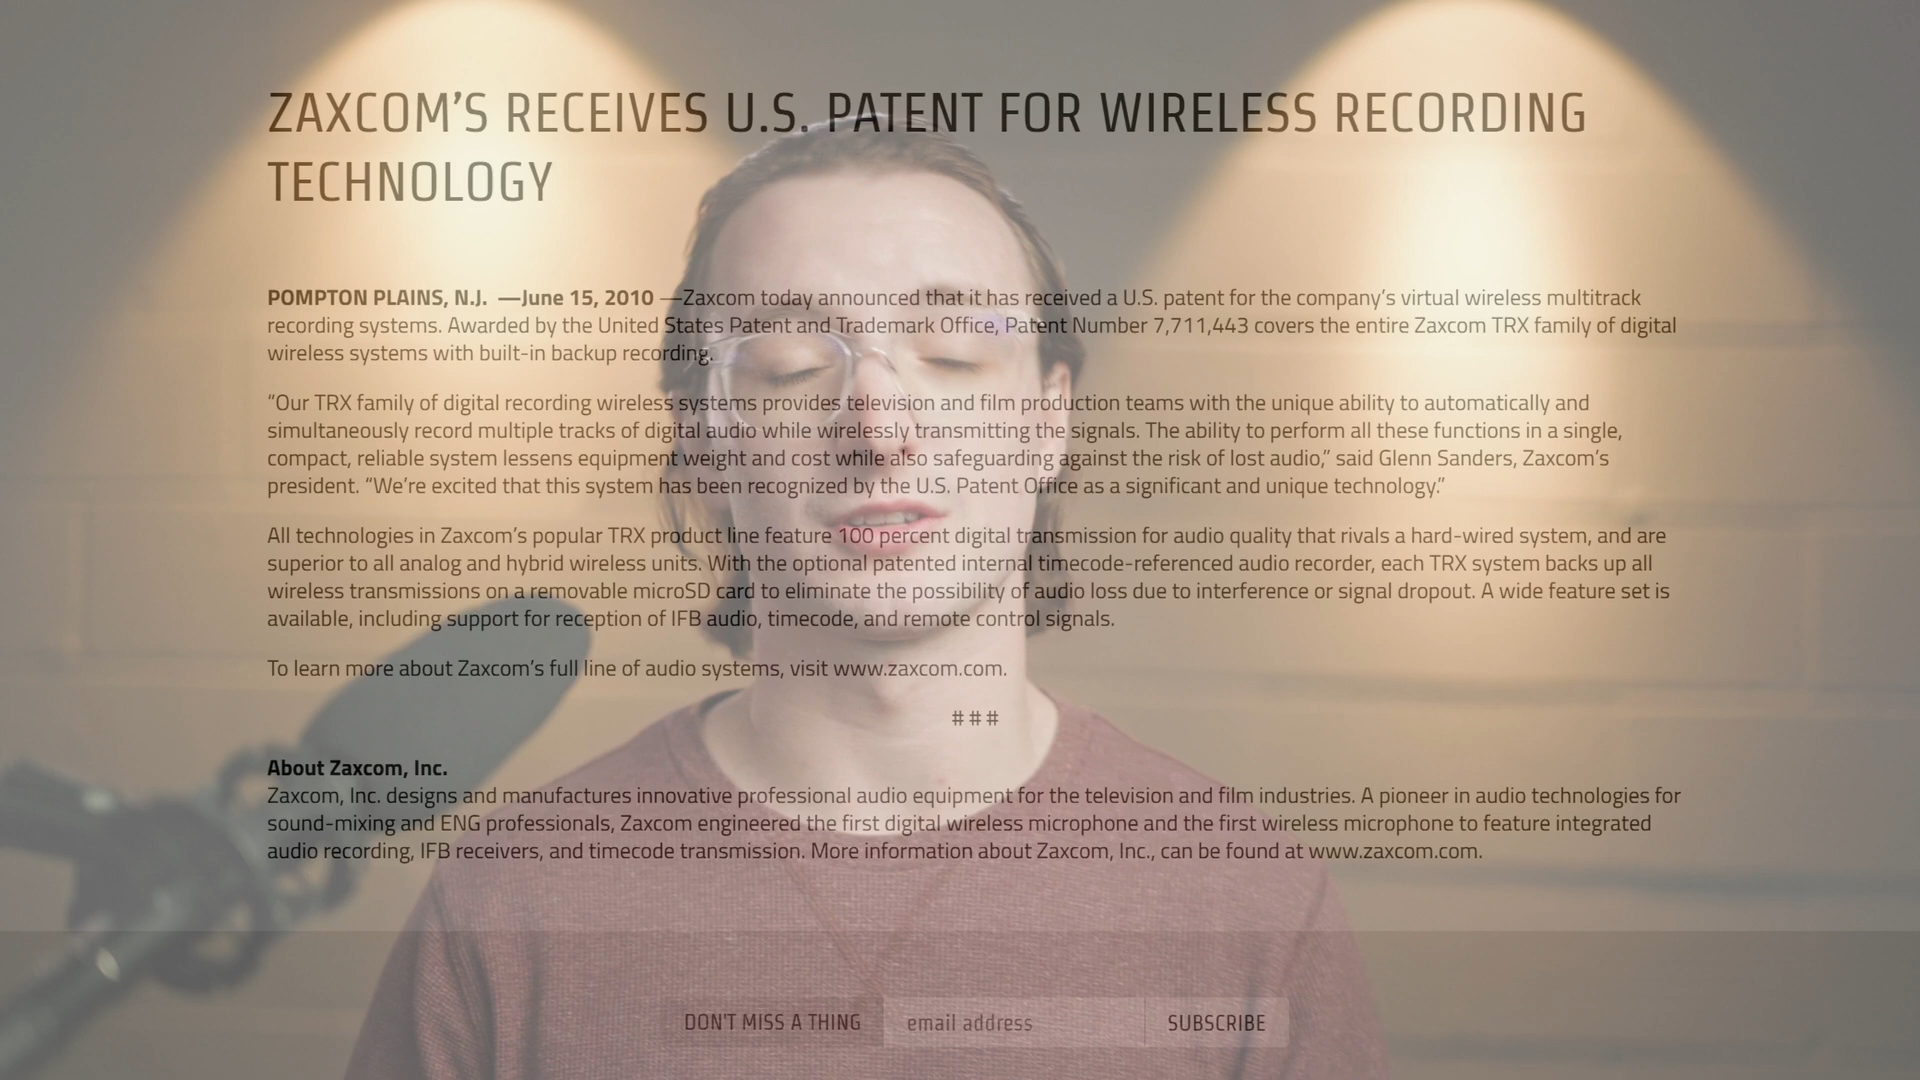 ZAXCOM’S RECEIVES U.S. PATENT FOR WIRELESS RECORDING
TECHNOLOGY
POMPTON PLAINS, N.J. —June 15, 2010 —Zaxcom today announced that it has received a U.S. patent for the company’s virtual wireless multitrack
recording systems. Awarded by the United States Patent and Trademark Office, Patent Number 7,711,443 covers the entire Zaxcom TRX family of digital
wireless systems with built-in backup recording.
“Our TRX family of digital recording wireless systems provides television and film production teams with the unique ability to automatically and
simultaneously record multiple tracks of digital audio while wirelessly transmitting the signals. The ability to perform all these functions in a single,
compact, reliable system lessens equipment weight and cost while also safeguarding against the risk of lost audio,” said Glenn Sanders, Zaxcom’s
president. “We’re excited that this system has been recognized by the U.S. Patent Office as a significant and unique technology.”
All technologies in Zaxcom’s popular TRX product line feature 100 percent digital transmission for audio quality that rivals a hard-wired system, and are
superior to all analog and hybrid wireless units. With the optional patented internal timecode-referenced audio recorder, each TRX system backs up all
wireless transmissions on a removable microSD card to eliminate the possibility of audio loss due to interference or signal dropout. A wide feature set is
available, including support for reception of IFB audio, timecode, and remote control signals.
To learn more about Zaxcom’s full line of audio systems, visit www.zaxcom.com.
# # #
About Zaxcom, Inc.
Zaxcom, Inc. designs and manufactures innovative professional audio equipment for the television and film industries. A pioneer in audio technologies for
sound-mixing and ENG professionals, Zaxcom engineered the first digital wireless microphone and the first wireless microphone to feature integrated
audio recording, IFB receivers, and timecode transmission. More information about Zaxcom, Inc., can be found at www.zaxcom.com.
DON'T MISS A THING email address SUBSCRIBE